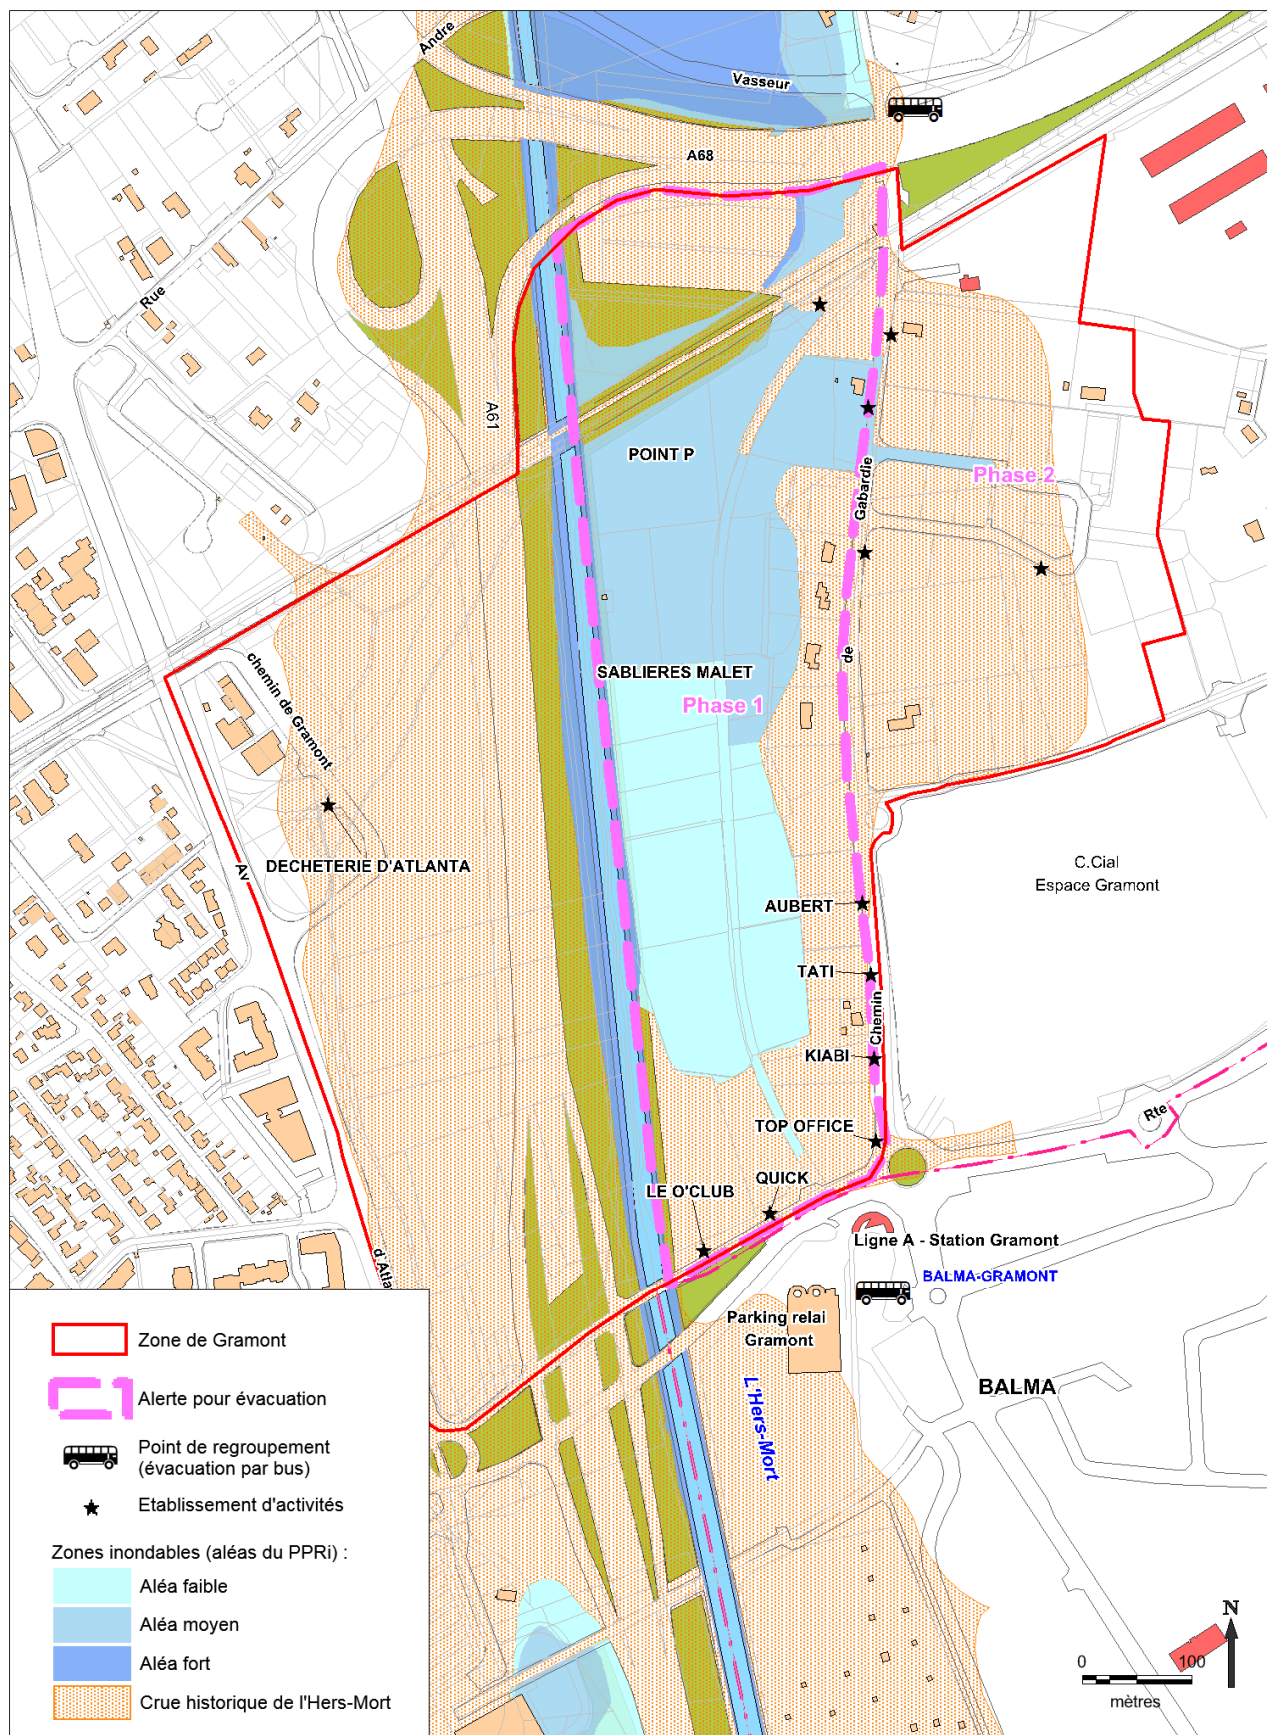 Andre
Vasseur
A68
Rue
A61
POINT P
Phase 2
Gabardie
de
chemin de Gramont
SABLIERES MALET
Phase 1
DECHETERIE D'ATLANTA
Av
C.Cial
Espace Gramont
AUBERT
TATI
Chemin
KIABI
Rte
TOP OFFICE
QUICK
LE O'CLUB
Ligne A - Station Gramont
BALMA-GRAMONT
d'Atla
Parking relai
Gramont
BALMA
L'Hers-Mort
Zone de Gramont
Alerte pour évacuation
Point de regroupement
(évacuation par bus)
Etablissement d'activités
Zones inondables (aléas du PPRi) :
Aléa faible
Aléa moyen
Aléa fort
Crue historique de l'Hers-Mort
N
0 100
mètres